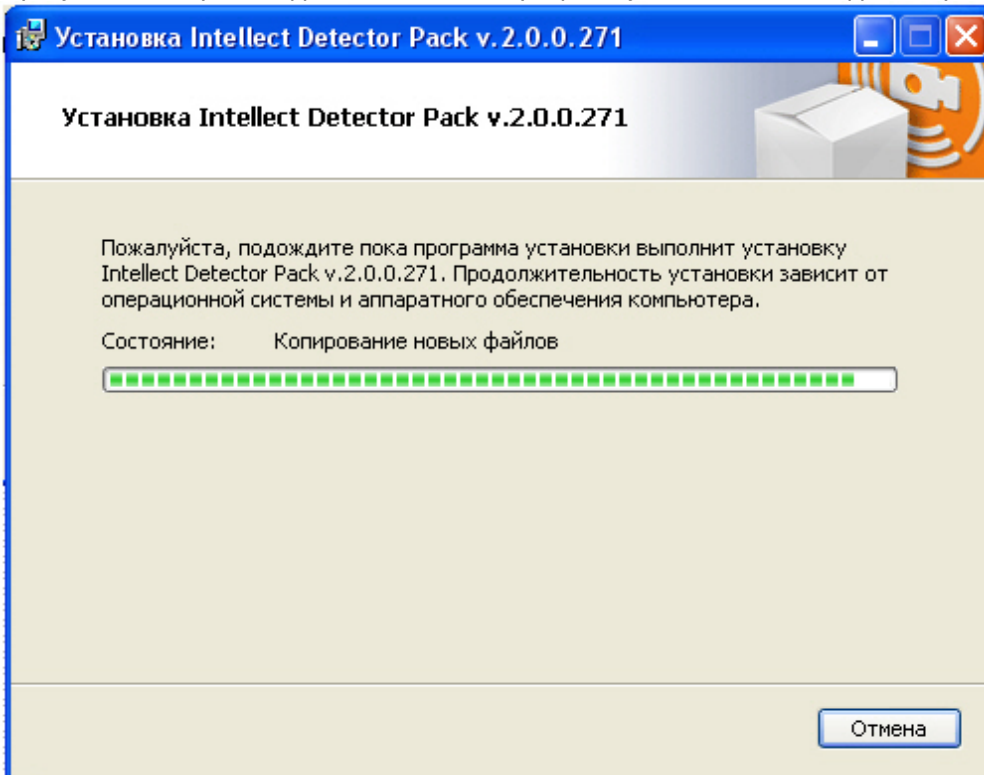 Установка Intellect Detector Pack v.2.0.0.271
Установка Intellect Detector Pack v.2.0.0.271
Пожалуйста, подождите пока программа установки выполнит установку
Intellect Detector Pack v.2.0.0.271. Продолжительность установки зависит от
операционной системы и аппаратного обеспечения компьютера.
Состояние: Копирование новых файлов
Отмена